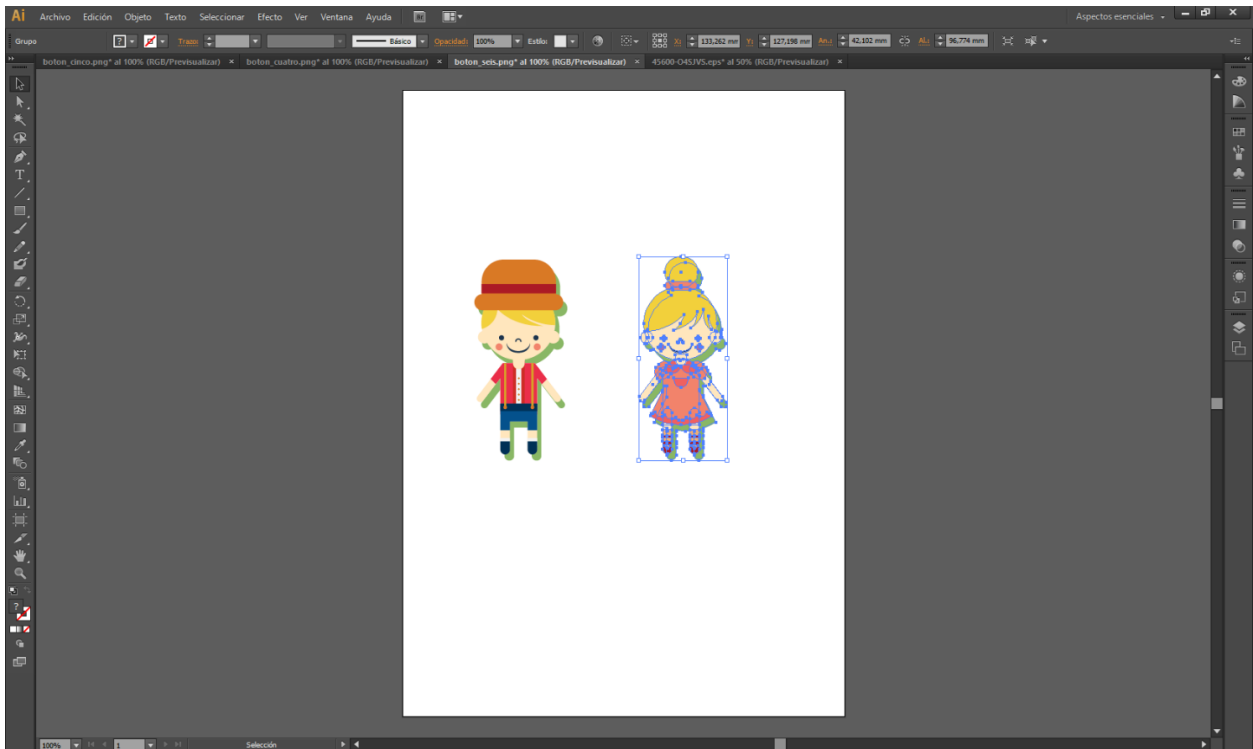 Ai Archivo Edición Objeto Texto Seleccionar Efecto Ver Ventana Ayuda Br Aspectos esenciales
Grupo ? Trazo: Básico Opacidad: 100% Estilo: X: 133,262 mm Y: 127,198 mm An.: 42,102 mm AL: 96,774 mm
boton_cinco.png* al 100% (RGB/Previsualizar) × boton_cuatro.png* al 100% (RGB/Previsualizar) × boton_seis.png* al 100% (RGB/Previsualizar) × 45600-O4SJVS.eps* al 50% (RGB/Previsualizar) ×
T
?
100% 1 Selección